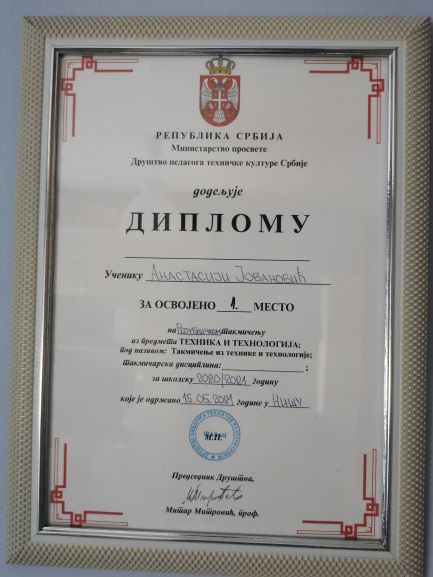 РЕПУБЛИКА СРБИЈА
Министарство просвете
Друштво педагога техничке културе Србије
додељује
ДИПЛОМУ
Ученику Анастасији Јовановић
ЗА ОСВОЈЕНО 1. МЕСТО
на Републичком такмичењу
из предмета ТЕХНИКА И ТЕХНОЛОГИЈА;
под називом: Такмичење из технике и технологије;
такмичарска дисциплина: ;
за школску 2020/2021 годину
које је одржано 15.05.2021 године у Нишу
М.П.
Председник Друштва,
Митар Митровић, проф.